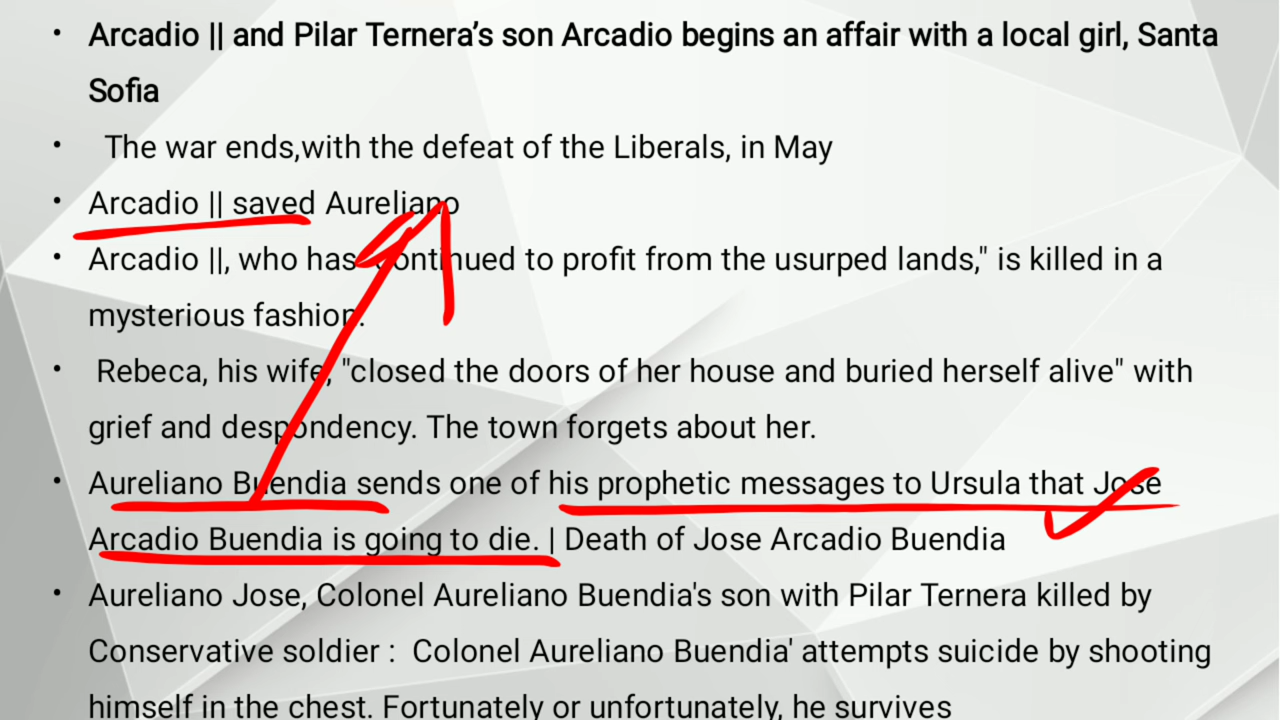 • Arcadio || and Pilar Ternera’s son Arcadio begins an affair with a local girl, Santa
Sofia
• The war ends,with the defeat of the Liberals, in May
• Arcadio || saved Aureliano
• Arcadio ||, who has "continued to profit from the usurped lands," is killed in a
mysterious fashion.
• Rebeca, his wife, "closed the doors of her house and buried herself alive" with
grief and despondency. The town forgets about her.
• Aureliano Buendia sends one of his prophetic messages to Ursula that Jose
Arcadio Buendia is going to die. | Death of Jose Arcadio Buendia
• Aureliano Jose, Colonel Aureliano Buendia's son with Pilar Ternera killed by
Conservative soldier : Colonel Aureliano Buendia' attempts suicide by shooting
himself in the chest. Fortunately or unfortunately, he survives